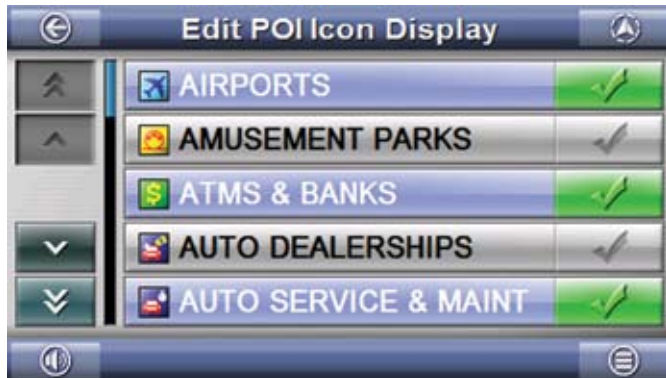 Edit POI Icon Display
AIRPORTS
AMUSEMENT PARKS
$ ATMS & BANKS
AUTO DEALERSHIPS
AUTO SERVICE & MAINT